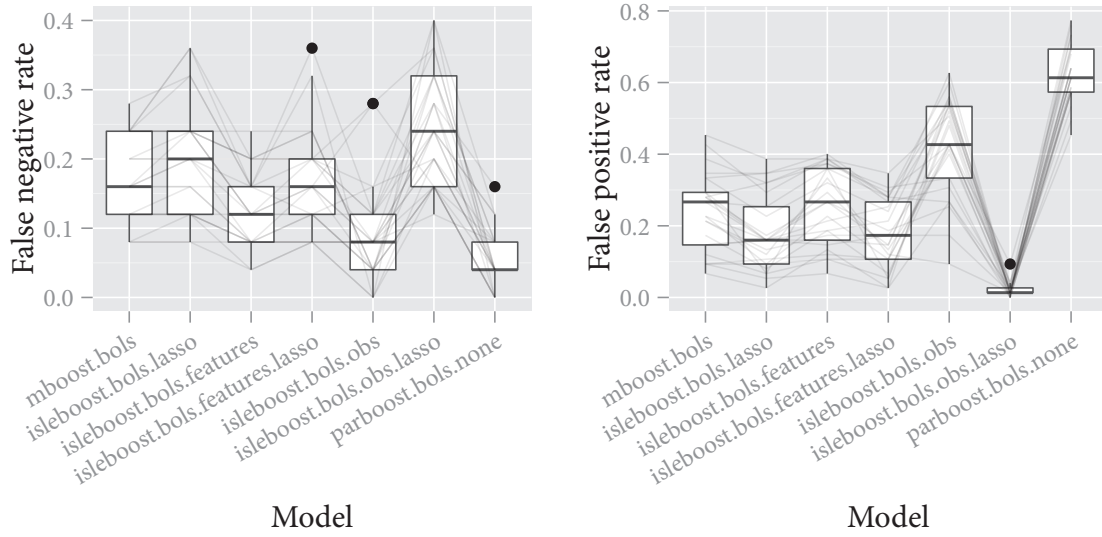 False negative rate
0.4
0.3
0.2
0.1
0.0
mboost.bols
isleboost.bols.lasso
isleboost.bols.features
isleboost.bols.features.lasso
isleboost.bols.obs
isleboost.bols.obs.lasso
parboost.bols.none
Model
False positive rate
0.8
0.6
0.4
0.2
0.0
mboost.bols
isleboost.bols.lasso
isleboost.bols.features
isleboost.bols.features.lasso
isleboost.bols.obs
isleboost.bols.obs.lasso
parboost.bols.none
Model